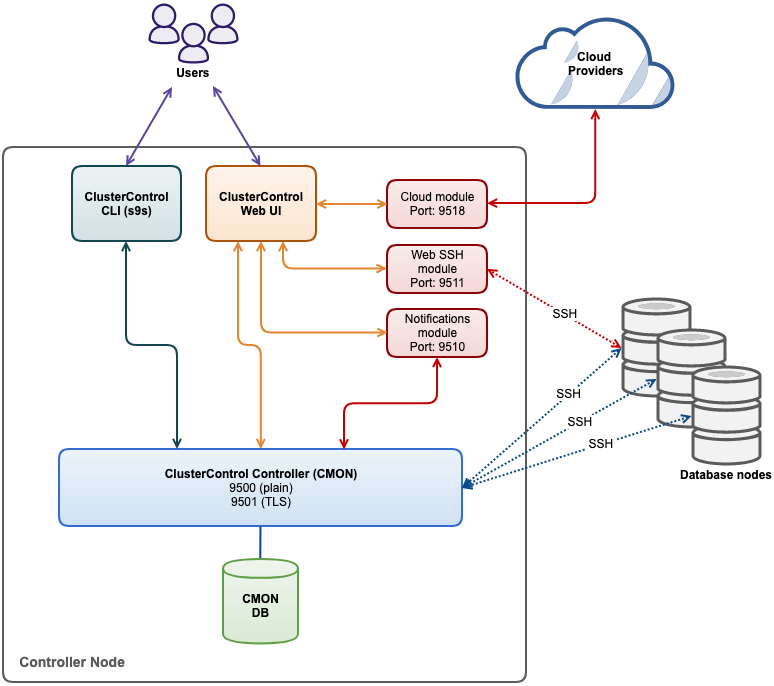 Users
Cloud
Providers
ClusterControl
CLI (s9s)
ClusterControl
Web UI
Cloud module
Port: 9518
Web SSH
module
Port: 9511
Notifications
module
Port: 9510
SSH
SSH
SSH
SSH
Database nodes
ClusterControl Controller (CMON)
9500 (plain)
9501 (TLS)
CMON
DB
Controller Node